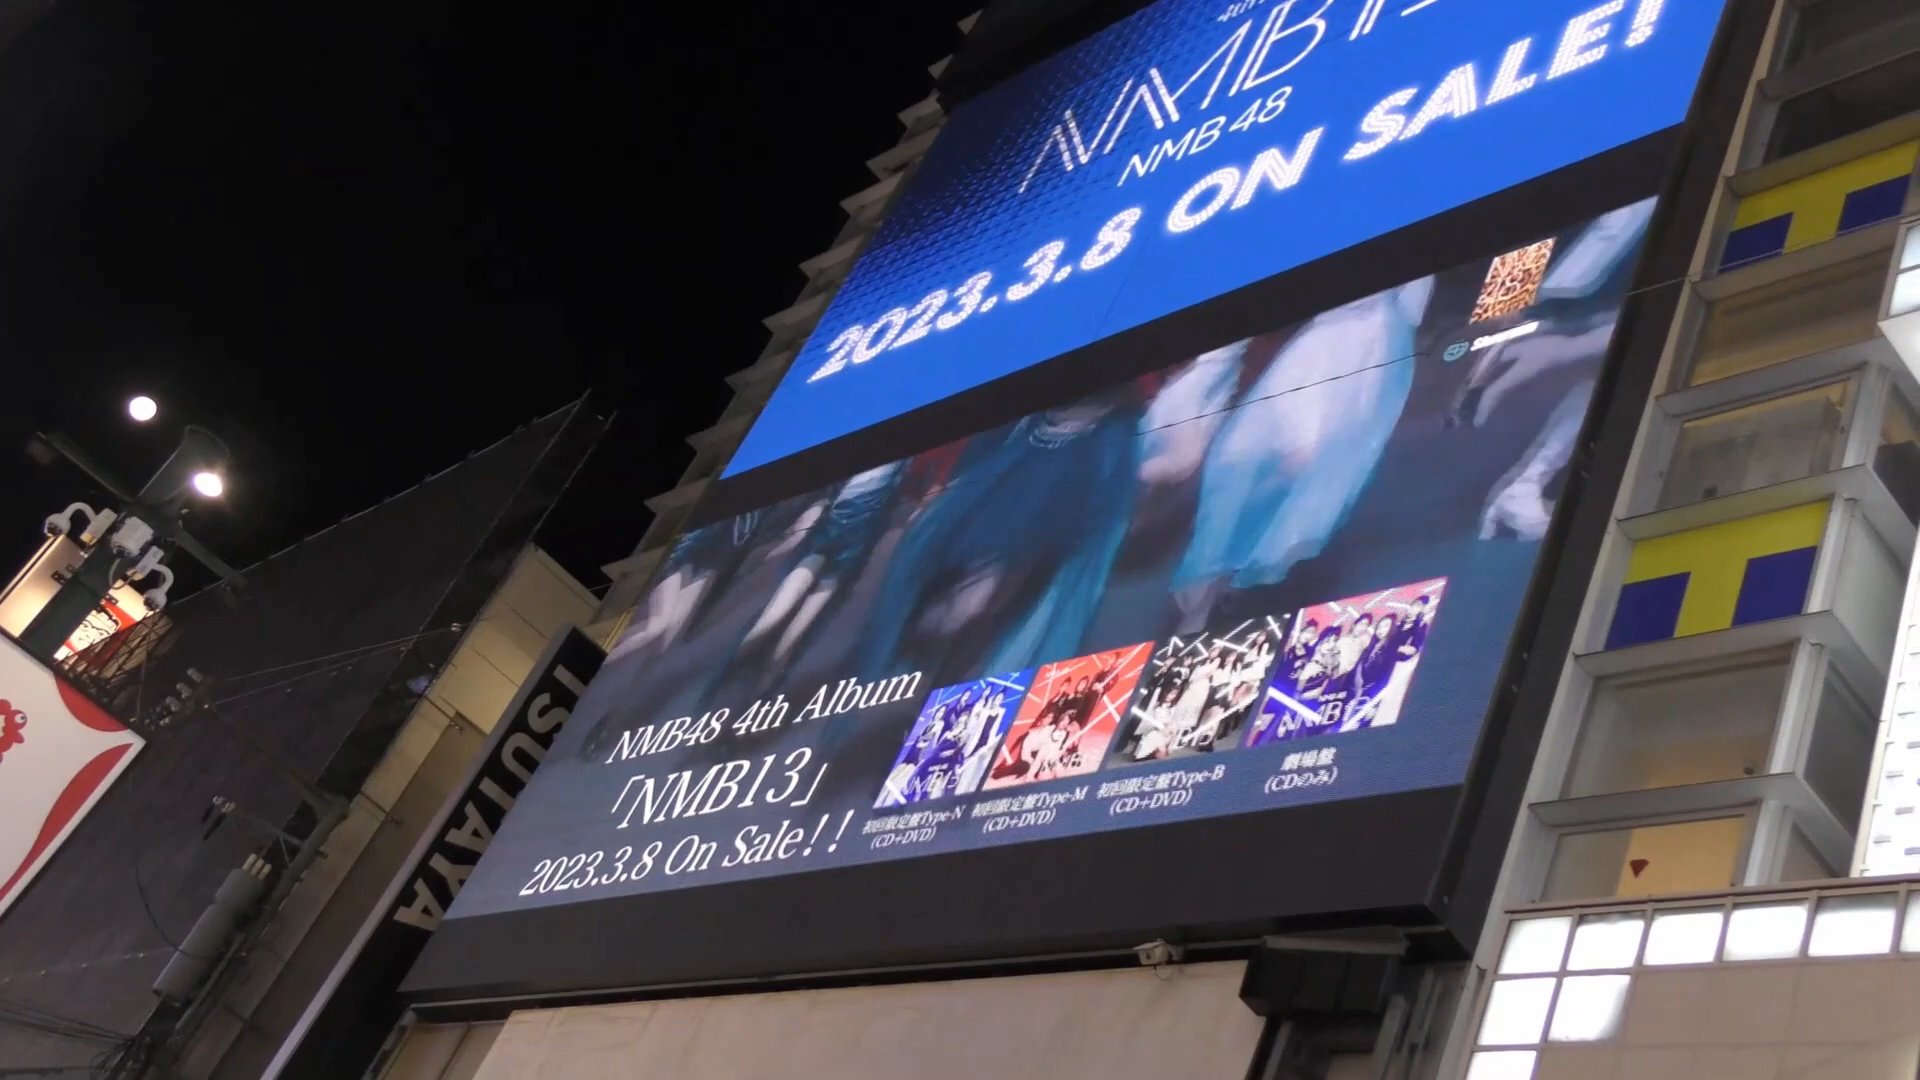 NMB13
NMB48
2023.3.8 ON SALE!
NMB48 4th Album
「NMB13」
2023.3.8 On Sale!!
初回限定盤Type-N
(CD+DVD)
初回限定盤Type-M
(CD+DVD)
初回限定盤Type-B
(CD+DVD)
劇場盤
(CDのみ)
TSUTAYA
T
T